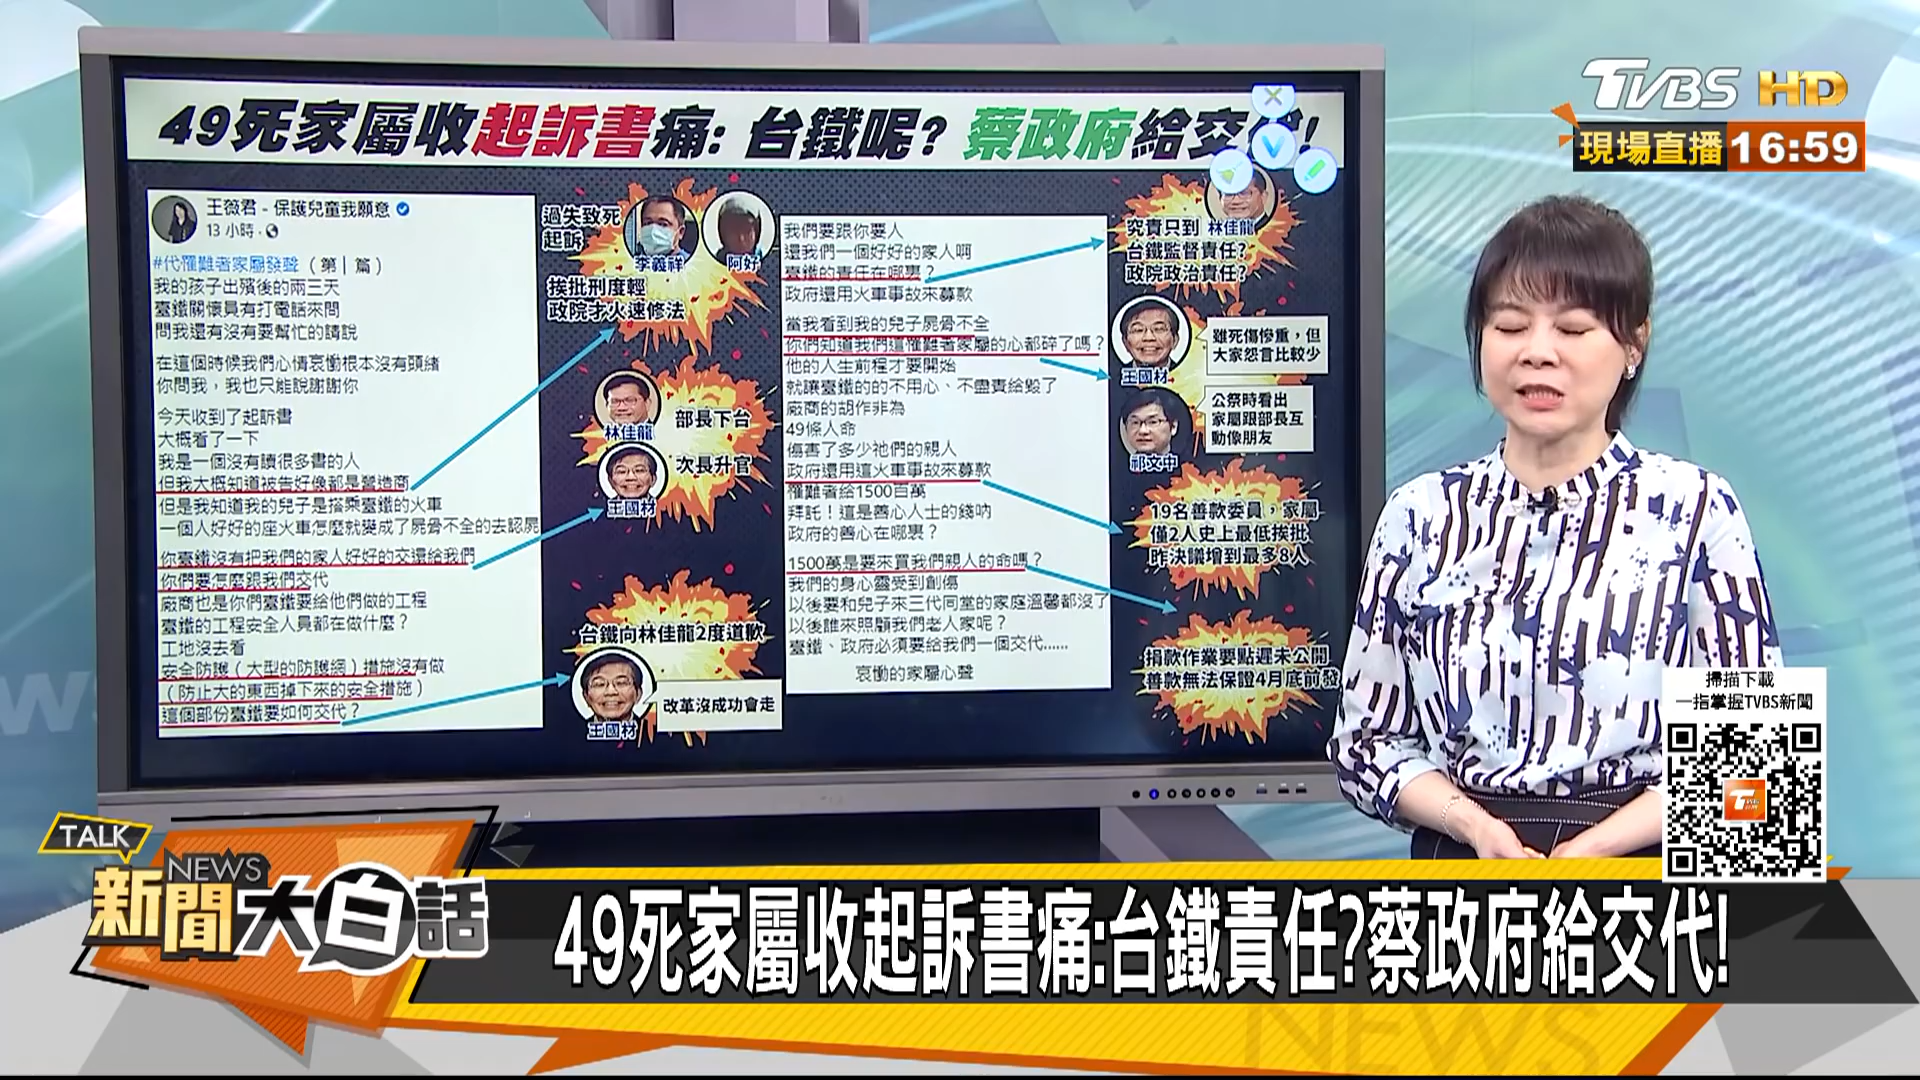 TVBS HD
現場直播 16:59
49死家屬收起訴書痛: 台鐵呢? 蔡政府給交
王薇君 - 保護兒童我願意
13 小時
#代罹難者家屬發聲 (第1篇)
我的孩子出殯後的兩三天
臺鐵關懷員有打電話來問
問我還有沒有要幫忙的請說
在這個時候我們心情哀慟根本沒有頭緒
你問我,我也只能說謝謝你
今天收到了起訴書
大概看了一下
我是一個沒有讀很多書的人
但我大概知道被告好像都是營造商
但是我知道我的兒子是搭乘臺鐵的火車
一個人好好的座火車怎麼就變成了屍骨不全的去認屍
你臺鐵沒有把我們的家人好好的交還給我們
你們要怎麼跟我們交代
廠商也是你們臺鐵要給他們做的工程
臺鐵的工程安全人員都在做什麼?
工地沒去看
安全防護(大型的防護網)措施沒有做
(防止大的東西掉下來的安全措施)
這個部份臺鐵要如何交代?
過失致死
起訴
李義祥
阿好
挨批刑度輕
政院才火速修法
林佳龍
部長下台
次長升官
王國材
台鐵向林佳龍2度道歉
改革沒成功會走
王國材
我們要跟你要人
還我們一個好好的家人啊
臺鐵的責任在哪裏?
政府還用火車事故來募款
當我看到我的兒子屍骨不全
你們知道我們這罹難者家屬的心都碎了嗎?
他的人生前程才要開始
就讓臺鐵的的不用心、不盡責給毀了
廠商的胡作非為
49條人命
傷害了多少祂們的親人
政府還用這火車事故來募款
罹難者給1500百萬
拜託!這是善心人士的錢吶
政府的善心在哪裏?
1500萬是要來買我們親人的命嗎?
我們的身心靈受到創傷
以後要和兒子來三代同堂的家庭溫馨都沒了
以後誰來照顧我們老人家呢?
臺鐵、政府必須要給我們一個交代......
哀慟的家屬心聲
究責只到 林佳龍
台鐵監督責任?
政院政治責任?
王國材
雖死傷慘重,但
大家怨言比較少
祁文中
公祭時看出
家屬跟部長互
動像朋友
19名善款委員,家屬
僅2人史上最低挨批
昨決議增到最多8人
捐款作業要點遲未公開
善款無法保證4月底前發
掃描下載
一指掌握TVBS新聞
TALK
NEWS
新聞大白話
49死家屬收起訴書痛:台鐵責任?蔡政府給交代!
NEWS